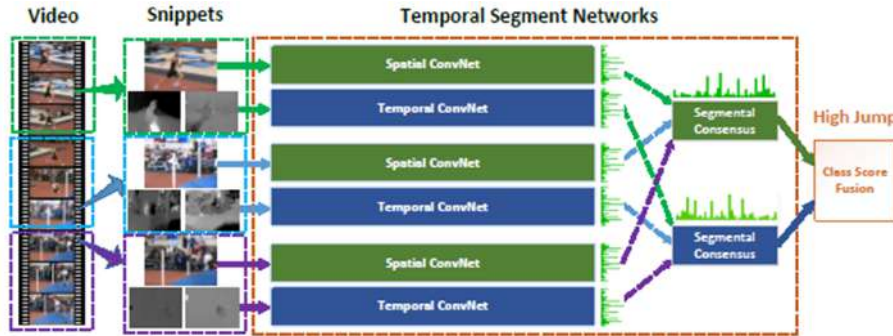 Video
Snippets
Temporal Segment Networks
Spatial ConvNet
Temporal ConvNet
Spatial ConvNet
Temporal ConvNet
Spatial ConvNet
Temporal ConvNet
Segmental
Consensus
Segmental
Consensus
High Jump
Class Score
Fusion